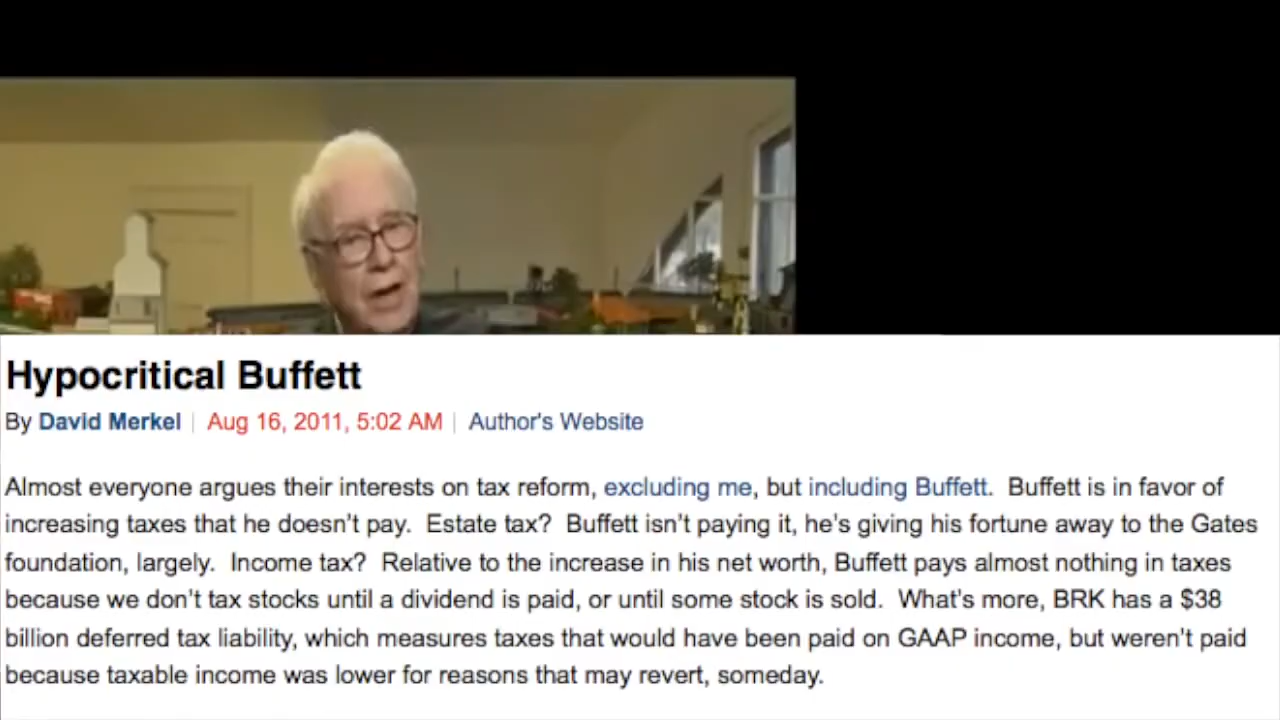 Hypocritical Buffett
By David Merkel | Aug 16, 2011, 5:02 AM | Author's Website
Almost everyone argues their interests on tax reform, excluding me, but including Buffett.  Buffett is in favor of
increasing taxes that he doesn't pay.  Estate tax?  Buffett isn't paying it, he's giving his fortune away to the Gates
foundation, largely.  Income tax?  Relative to the increase in his net worth, Buffett pays almost nothing in taxes
because we don't tax stocks until a dividend is paid, or until some stock is sold.  What's more, BRK has a $38
billion deferred tax liability, which measures taxes that would have been paid on GAAP income, but weren't paid
because taxable income was lower for reasons that may revert, someday.